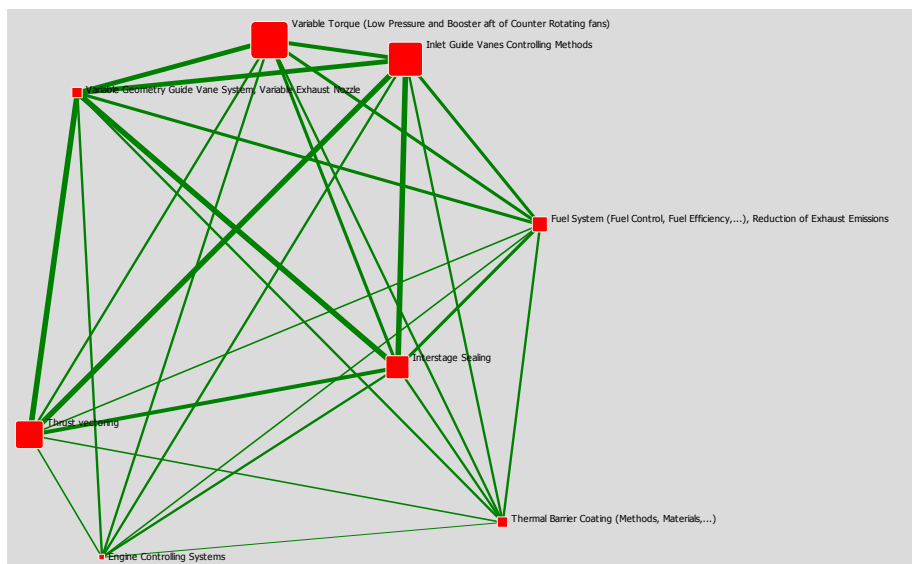 Variable Torque (Low Pressure and Booster aft of Counter Rotating fans)
Inlet Guide Vanes Controlling Methods
Variable Geometry Guide Vane System, Variable Exhaust Nozzle
Fuel System (Fuel Control, Fuel Efficiency,...), Reduction of Exhaust Emissions
Interstage Sealing
Thrust vectoring
Thermal Barrier Coating (Methods, Materials,...)
Engine Controlling Systems